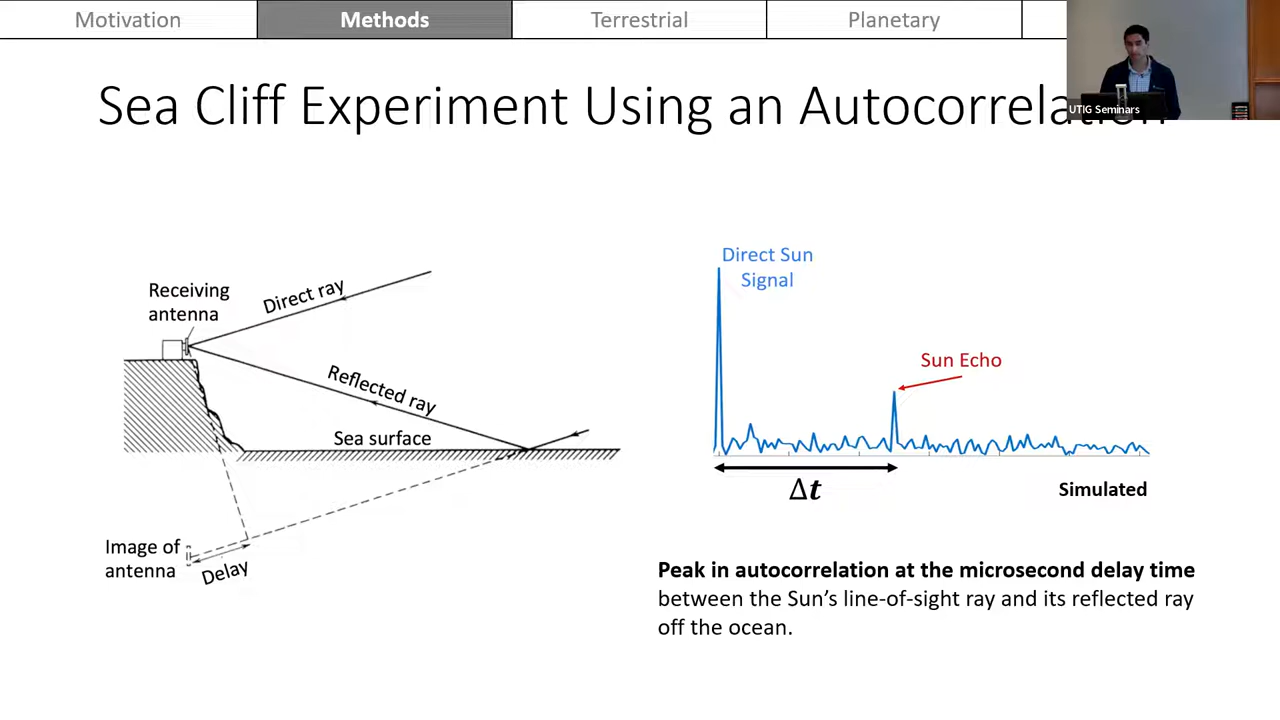 Motivation
Methods
Terrestrial
Planetary
Sea Cliff Experiment Using an Autocorrelation
UTIG Seminars
Receiving
antenna
Direct ray
Reflected ray
Sea surface
Image of
antenna
Delay
Direct Sun
Signal
Sun Echo
Δt
Simulated
Peak in autocorrelation at the microsecond delay time
between the Sun’s line-of-sight ray and its reflected ray
off the ocean.